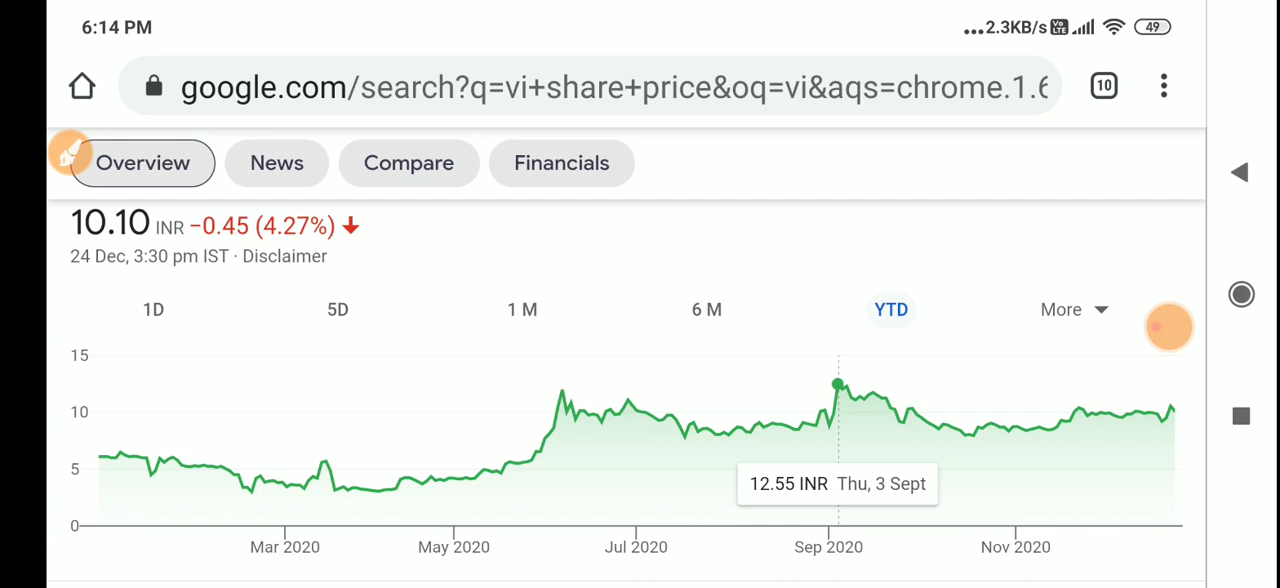 6:14 PM
...2.3KB/s Vo LTE 49
google.com/search?q=vi+share+price&oq=vi&aqs=chrome.1.6
10
Overview News Compare Financials
10.10 INR −0.45 (4.27%)
24 Dec, 3:30 pm IST · Disclaimer
1D 5D 1 M 6 M YTD More
15
10
5
0
12.55 INR Thu, 3 Sept
Mar 2020 May 2020 Jul 2020 Sep 2020 Nov 2020